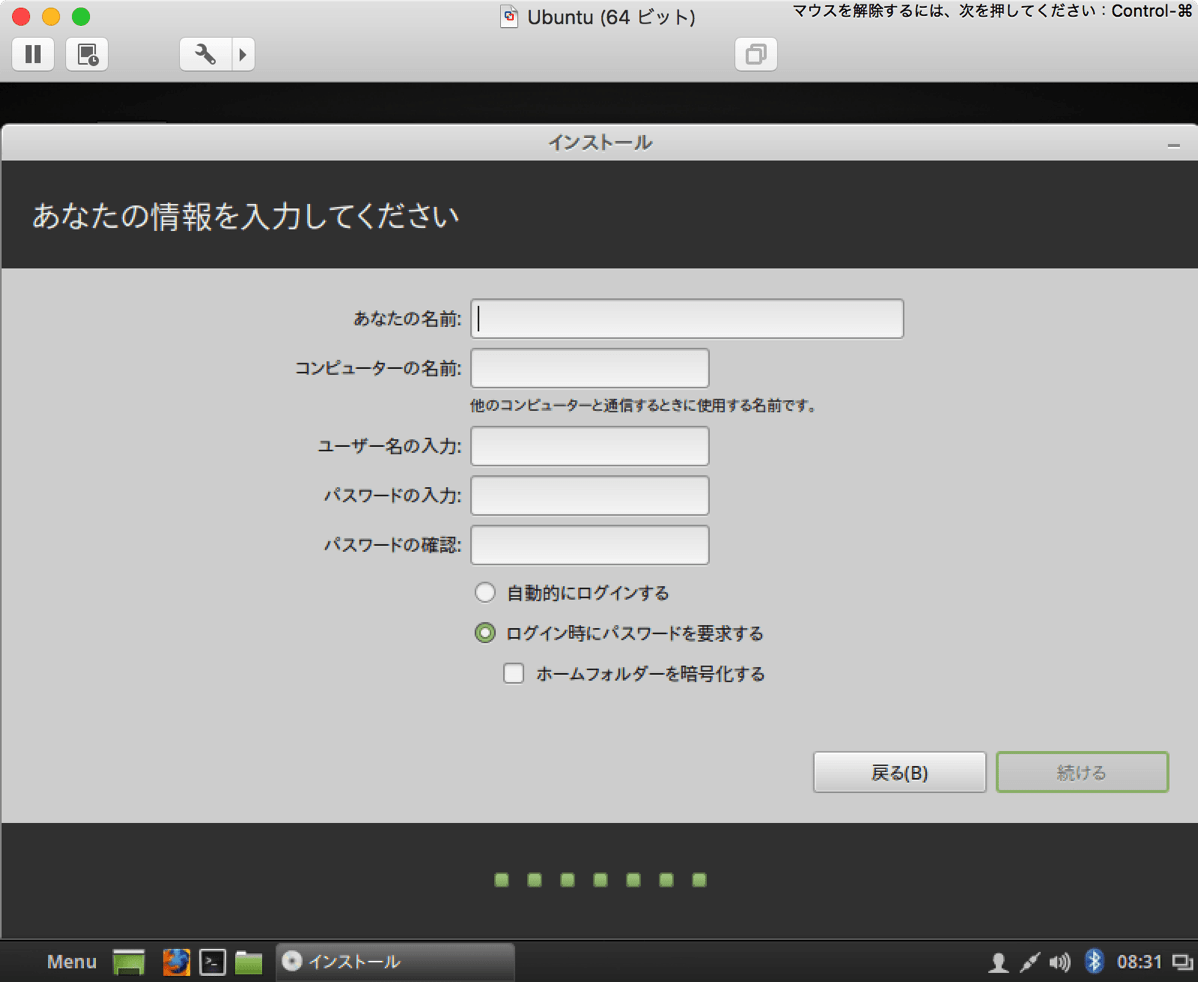 Ubuntu (64 ビット)
マウスを解除するには、次を押してください：Control-⌘
インストール
あなたの情報を入力してください
あなたの名前:
コンピューターの名前:
他のコンピューターと通信するときに使用する名前です。
ユーザー名の入力:
パスワードの入力:
パスワードの確認:
自動的にログインする
ログイン時にパスワードを要求する
ホームフォルダーを暗号化する
戻る(B)
続ける
Menu
インストール
08:31